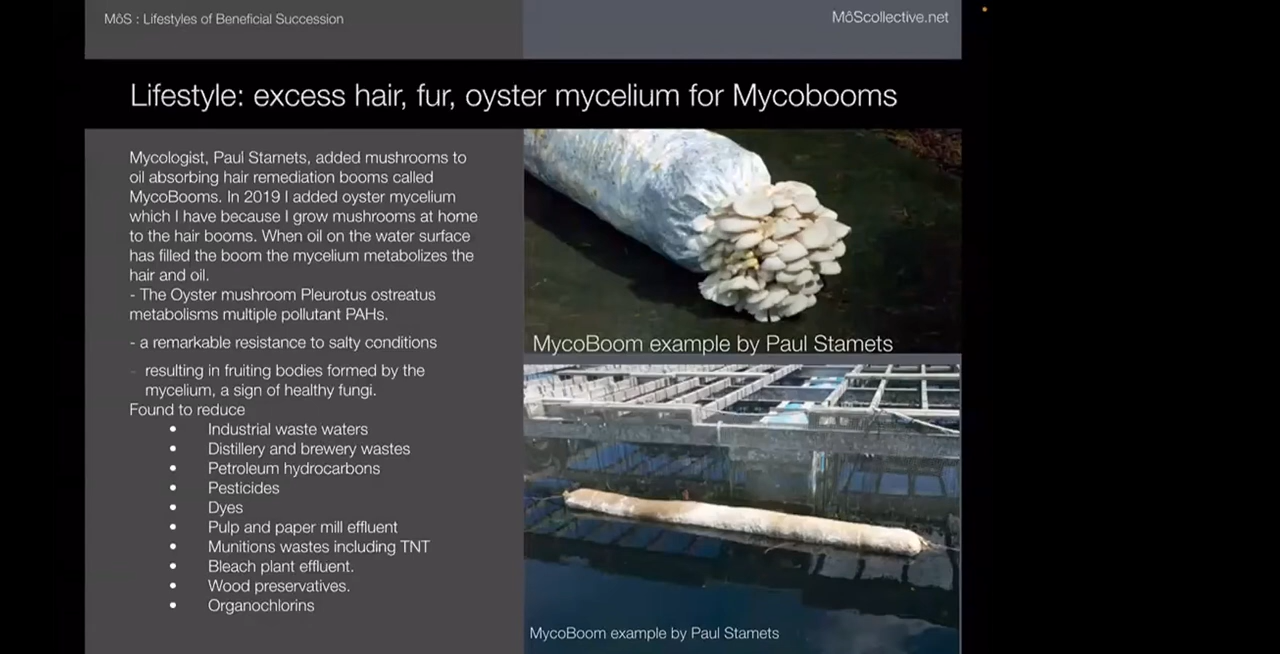 MôS : Lifestyles of Beneficial Succession
MôScollective.net
Lifestyle: excess hair, fur, oyster mycelium for Mycobooms
Mycologist, Paul Stamets, added mushrooms to
oil absorbing hair remediation booms called
MycoBooms. In 2019 I added oyster mycelium
which I have because I grow mushrooms at home
to the hair booms. When oil on the water surface
has filled the boom the mycelium metabolizes the
hair and oil.
- The Oyster mushroom Pleurotus ostreatus
metabolisms multiple pollutant PAHs.
- a remarkable resistance to salty conditions
- resulting in fruiting bodies formed by the
mycelium, a sign of healthy fungi.
Found to reduce
• Industrial waste waters
• Distillery and brewery wastes
• Petroleum hydrocarbons
• Pesticides
• Dyes
• Pulp and paper mill effluent
• Munitions wastes including TNT
• Bleach plant effluent.
• Wood preservatives.
• Organochlorins
MycoBoom example by Paul Stamets
MycoBoom example by Paul Stamets